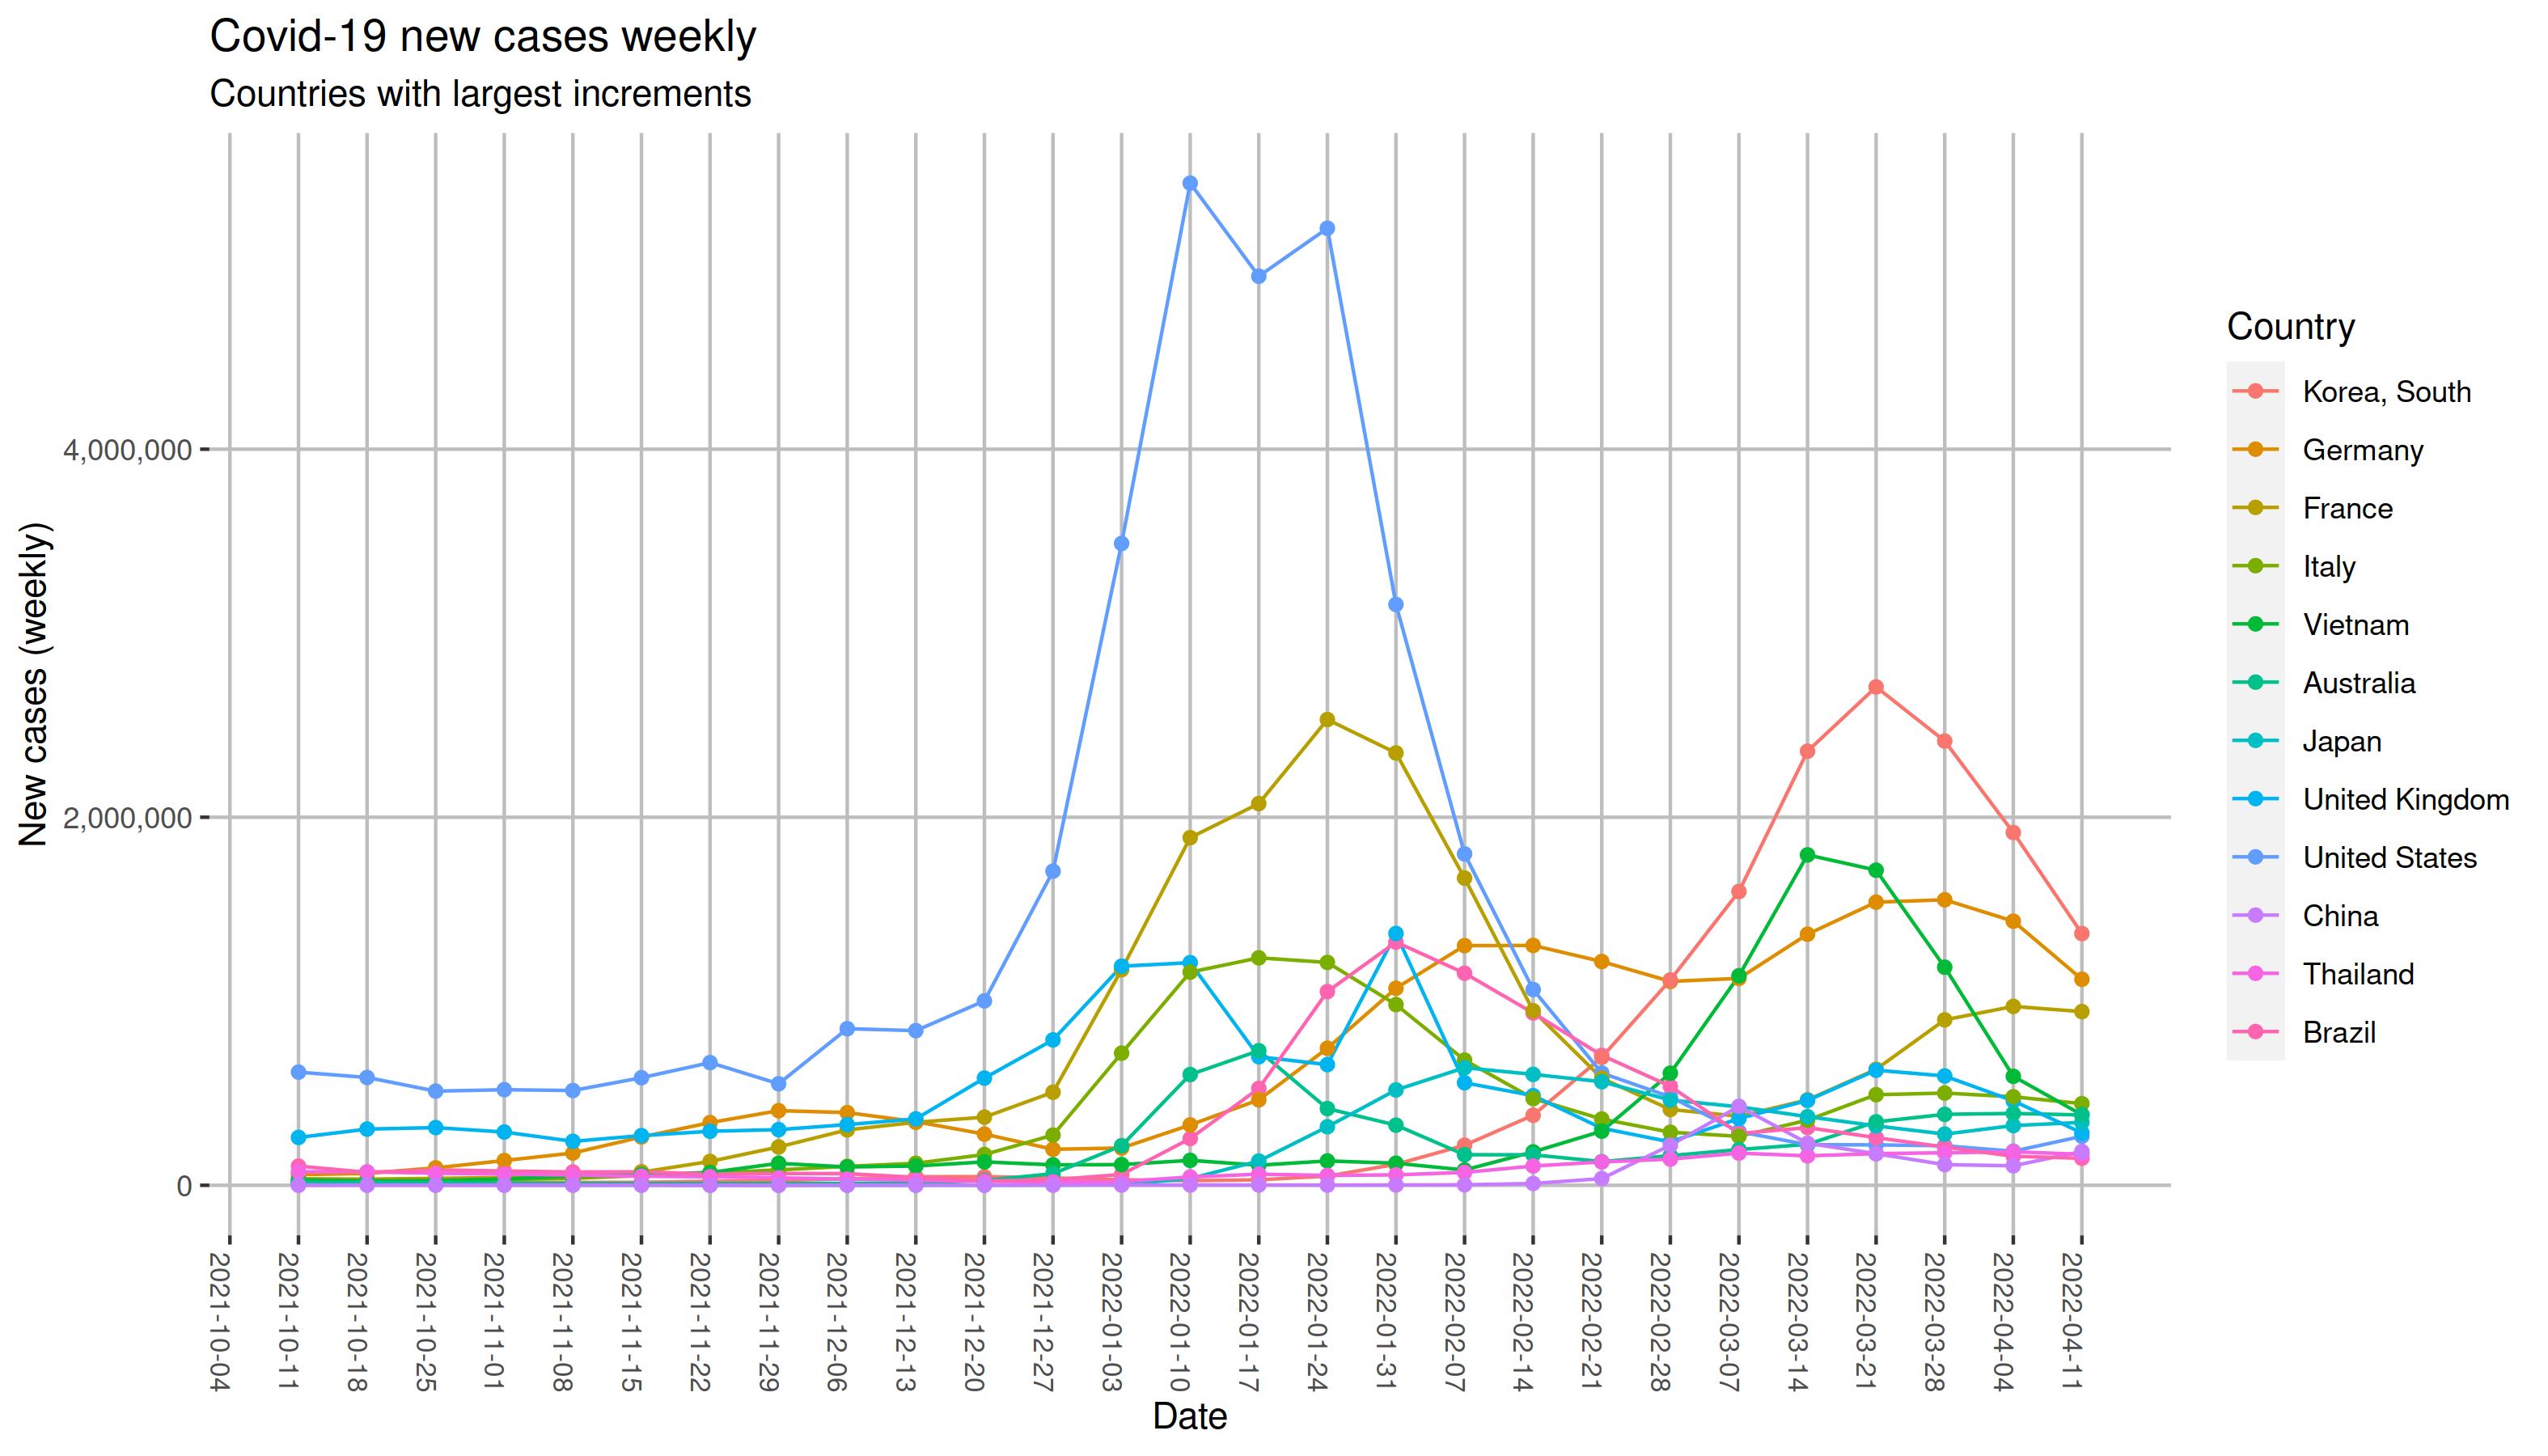 Covid-19 new cases weekly
Countries with largest increments
New cases (weekly)
4,000,000
2,000,000
0
2021-10-04
2021-10-11
2021-10-18
2021-10-25
2021-11-01
2021-11-08
2021-11-15
2021-11-22
2021-11-29
2021-12-06
2021-12-13
2021-12-20
2021-12-27
2022-01-03
2022-01-10
2022-01-17
2022-01-24
2022-01-31
2022-02-07
2022-02-14
2022-02-21
2022-02-28
2022-03-07
2022-03-14
2022-03-21
2022-03-28
2022-04-04
2022-04-11
Date
Country
Korea, South
Germany
France
Italy
Vietnam
Australia
Japan
United Kingdom
United States
China
Thailand
Brazil